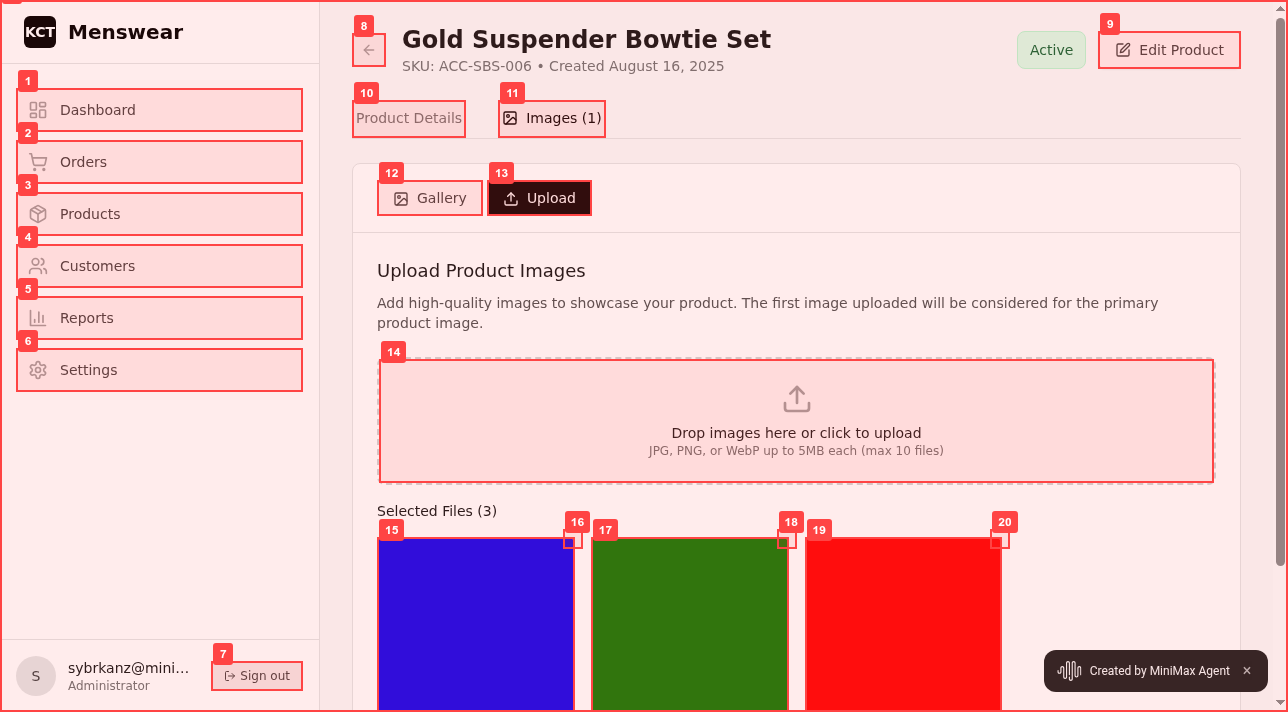 KCT Menswear
1
Dashboard
2
Orders
3
Products
4
Customers
5
Reports
6
Settings
S
sybrkanz@mini...
Administrator
7
Sign out
8
Gold Suspender Bowtie Set
SKU: ACC-SBS-006 • Created August 16, 2025
Active
9
Edit Product
10
Product Details
11
Images (1)
12
Gallery
13
Upload
Upload Product Images
Add high-quality images to showcase your product. The first image uploaded will be considered for the primary
product image.
14
Drop images here or click to upload
JPG, PNG, or WebP up to 5MB each (max 10 files)
Selected Files (3)
15
16
17
18
19
20
Created by MiniMax Agent ×